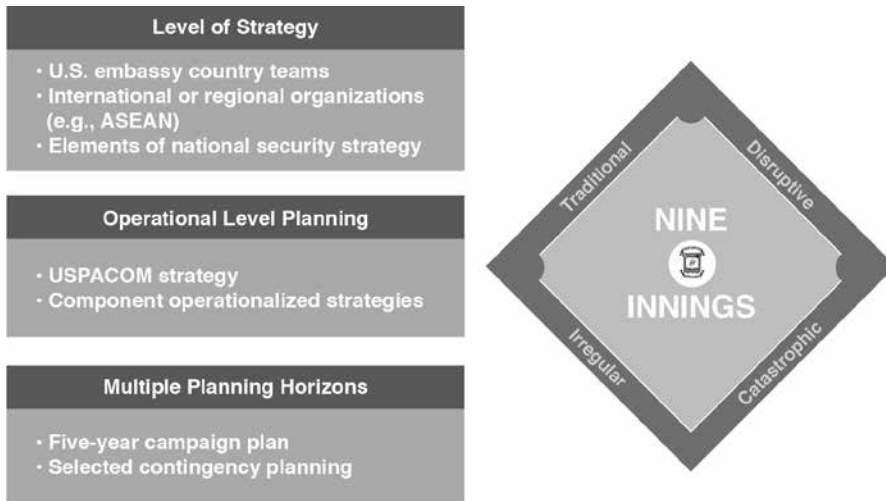 Level of Strategy
• U.S. embassy country teams
• International or regional organizations
(e.g., ASEAN)
• Elements of national security strategy
Operational Level Planning
• USPACOM strategy
• Component operationalized strategies
Multiple Planning Horizons
• Five-year campaign plan
• Selected contingency planning
Traditional
Disruptive
NINE
INNINGS
Irregular
Catastrophic